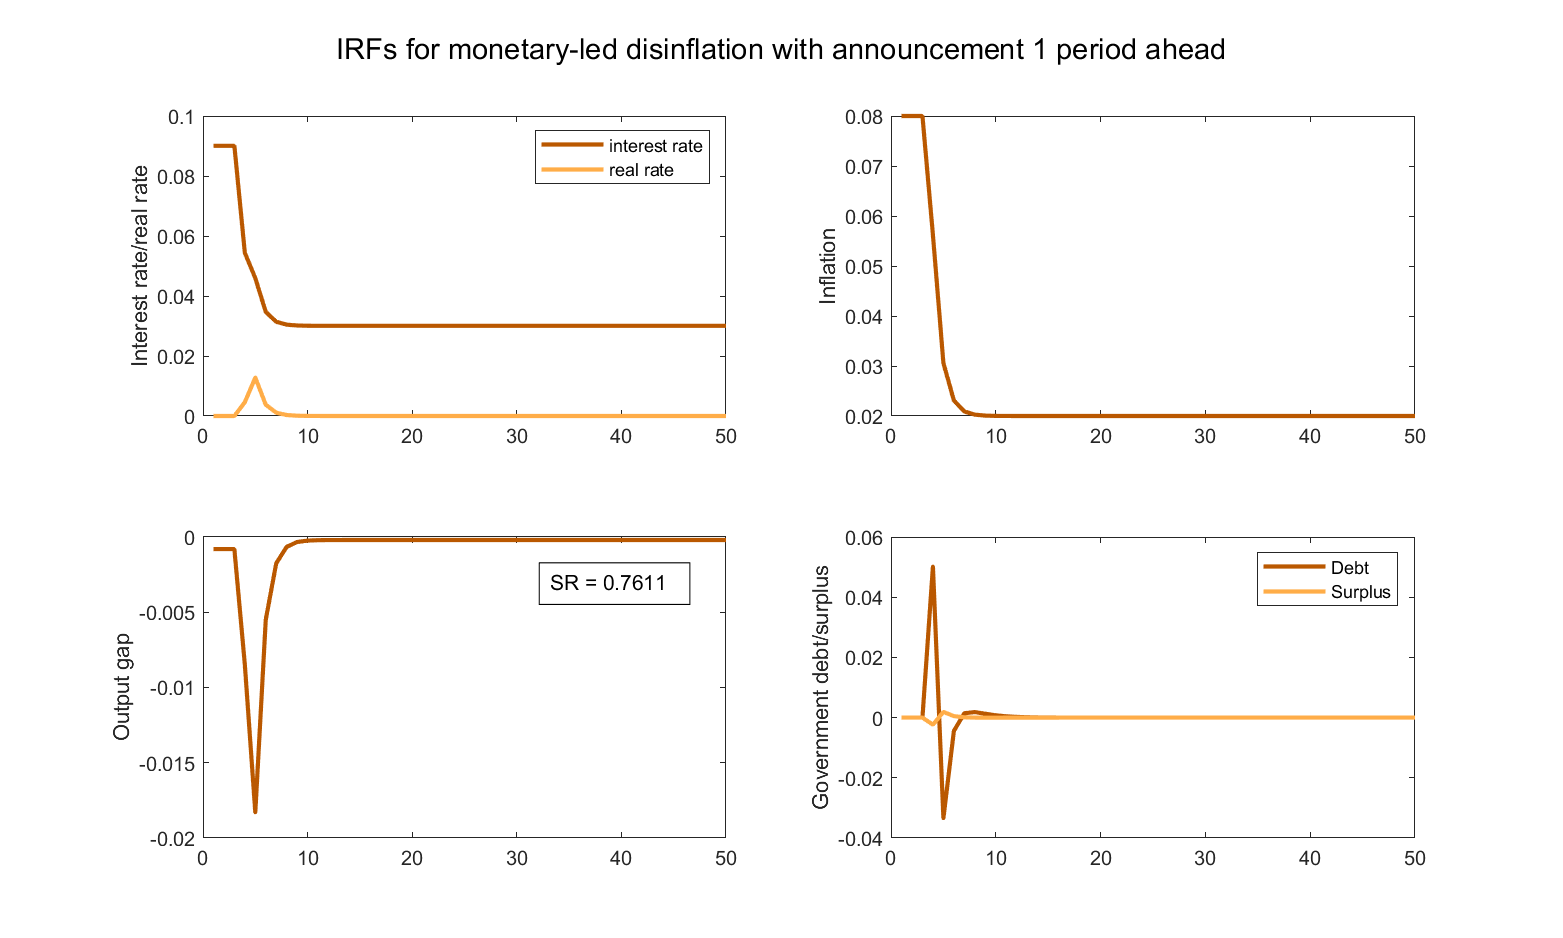 IRFs for monetary-led disinflation with announcement 1 period ahead
Interest rate/real rate
0.1
0.08
0.06
0.04
0.02
0
0 10 20 30 40 50
interest rate
real rate
Inflation
0.08
0.07
0.06
0.05
0.04
0.03
0.02
0 10 20 30 40 50
Output gap
0
-0.005
-0.01
-0.015
-0.02
0 10 20 30 40 50
SR = 0.7611
Government debt/surplus
0.06
0.04
0.02
0
-0.02
-0.04
0 10 20 30 40 50
Debt
Surplus